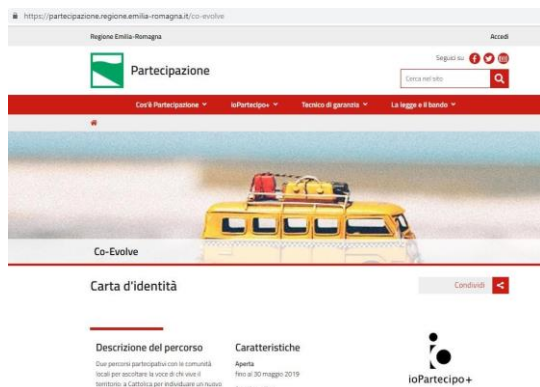 https://partecipazione.regione.emilia-romagna.it/co-evolve
Regione Emilia-Romagna
Accedi
Seguici su
Partecipazione
Cerca nel sito
Cos'è Partecipazione
ioPartecipo+
Tecnico di garanzia
La legge e il bando
Co-Evolve
Carta d'identità
Condividi
Descrizione del percorso
Caratteristiche
Due percorsi partecipativi con le comunità
locali per ascoltare la voce di chi vive il
territorio: a Cattolica per individuare un nuovo
Aperta
fino al 30 maggio 2019
ioPartecipo+